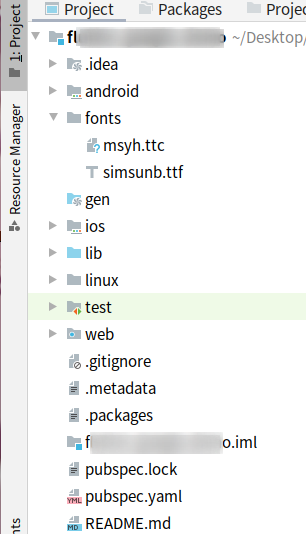 Project Packages Projec
1: Project
Resource Manager
~/Desktop/
.idea
android
fonts
msyh.ttc
simsunb.ttf
gen
ios
lib
linux
test
web
.gitignore
.metadata
.packages
o.iml
pubspec.lock
pubspec.yaml
README.md